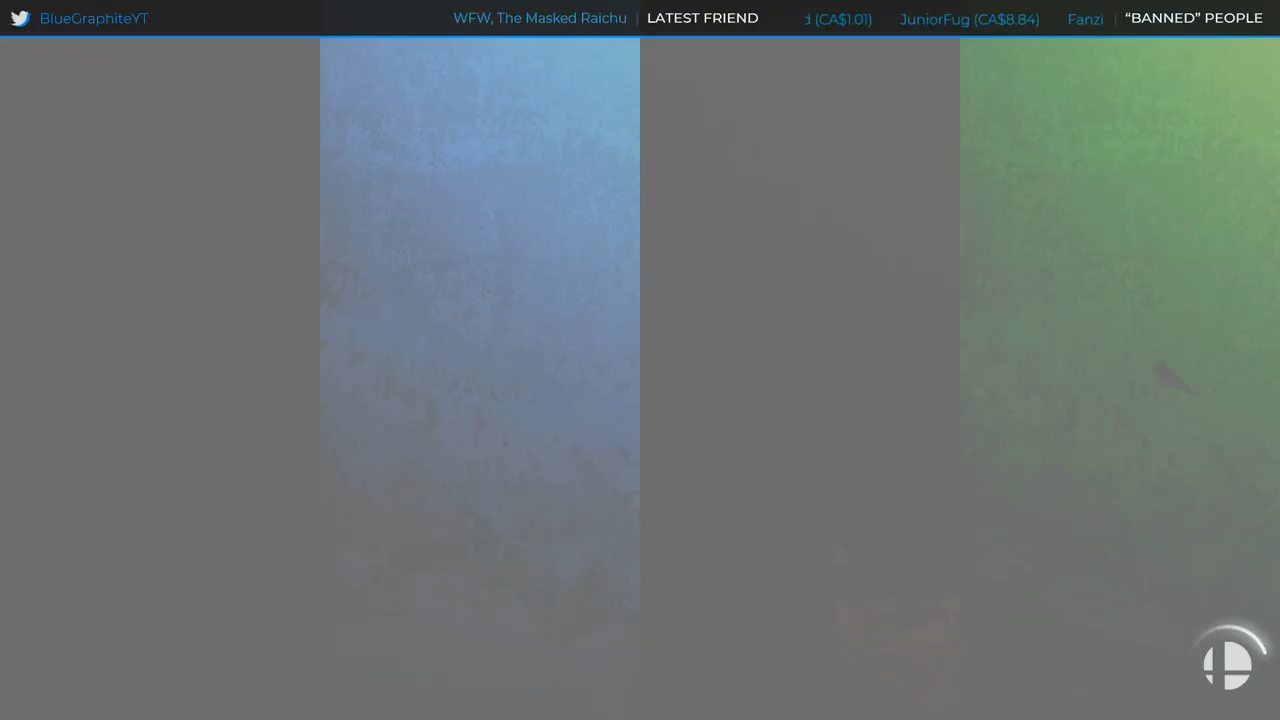 BlueGraphiteYT WFW, The Masked Raichu | LATEST FRIEND (CA$1.01) JuniorFug (CA$8.84) Fanzi | “BANNED” PEOPLE